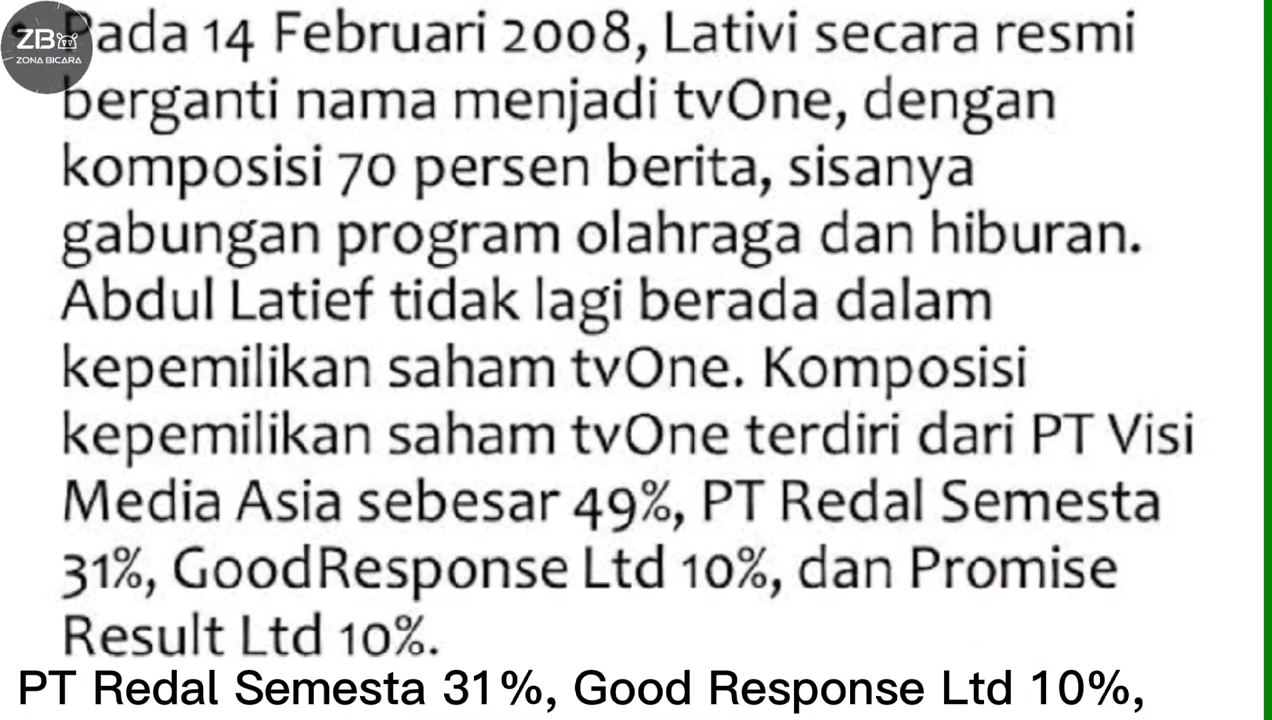 ZB
ZONA BICARA
Pada 14 Februari 2008, Lativi secara resmi
berganti nama menjadi tvOne, dengan
komposisi 70 persen berita, sisanya
gabungan program olahraga dan hiburan.
Abdul Latief tidak lagi berada dalam
kepemilikan saham tvOne. Komposisi
kepemilikan saham tvOne terdiri dari PT Visi
Media Asia sebesar 49%, PT Redal Semesta
31%, GoodResponse Ltd 10%, dan Promise
Result Ltd 10%.
PT Redal Semesta 31%, Good Response Ltd 10%,